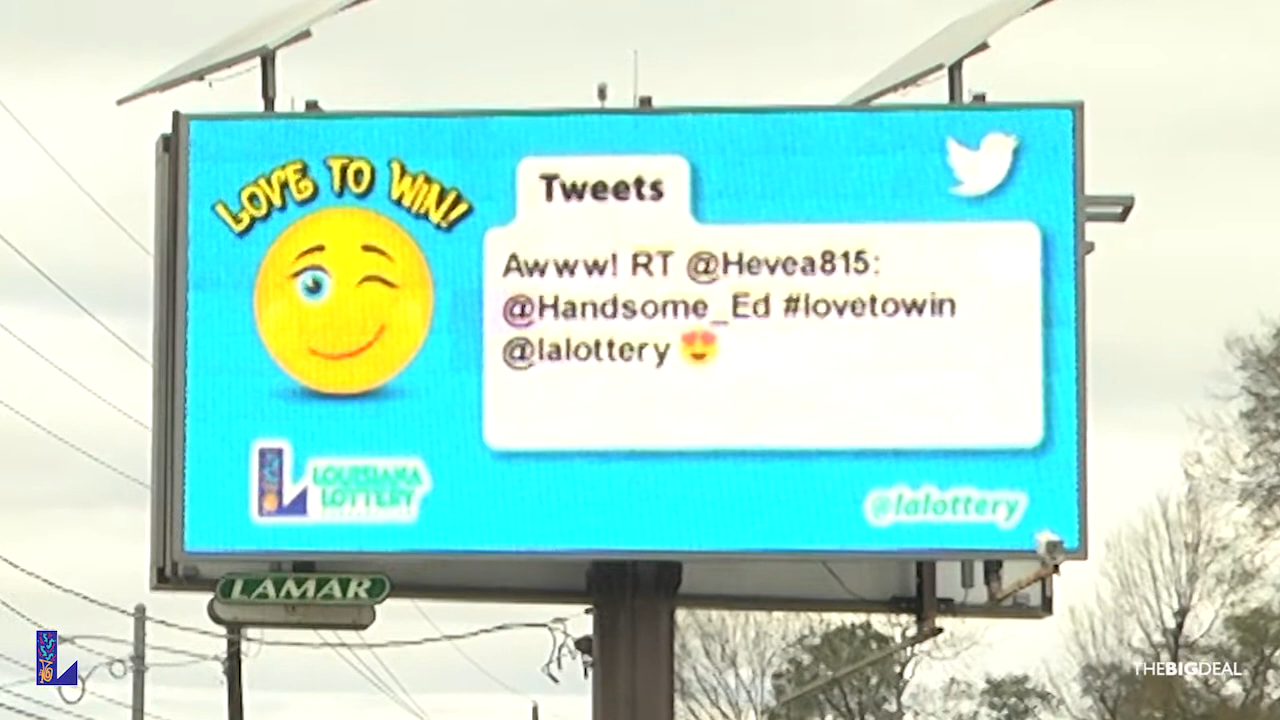 LOVE TO WIN!
Tweets
Awww! RT @Hevea815:
@Handsome_Ed #lovetowin
@lalottery 😍
LOUISIANA
LOTTERY
@lalottery
LAMAR
THEBIGDEAL